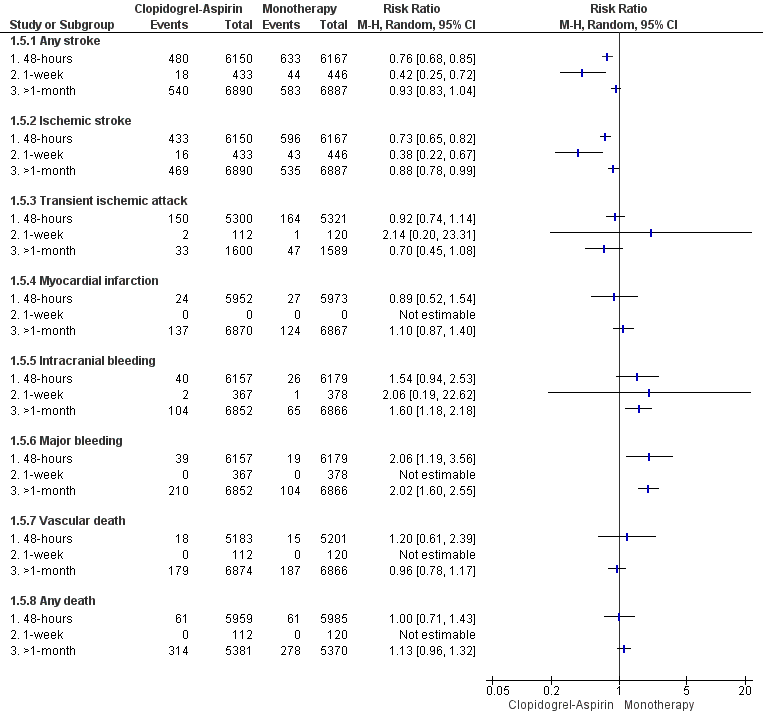 Clopidogrel-Aspirin Monotherapy Risk Ratio Risk Ratio
Study or Subgroup Events Total Events Total M-H, Random, 95% CI M-H, Random, 95% CI
1.5.1 Any stroke
1. 48-hours 480 6150 633 6167 0.76 [0.68, 0.85]
2. 1-week 18 433 44 446 0.42 [0.25, 0.72]
3. >1-month 540 6890 583 6887 0.93 [0.83, 1.04]
1.5.2 Ischemic stroke
1. 48-hours 433 6150 596 6167 0.73 [0.65, 0.82]
2. 1-week 16 433 43 446 0.38 [0.22, 0.67]
3. >1-month 469 6890 535 6887 0.88 [0.78, 0.99]
1.5.3 Transient ischemic attack
1. 48-hours 150 5300 164 5321 0.92 [0.74, 1.14]
2. 1-week 2 112 1 120 2.14 [0.20, 23.31]
3. >1-month 33 1600 47 1589 0.70 [0.45, 1.08]
1.5.4 Myocardial infarction
1. 48-hours 24 5952 27 5973 0.89 [0.52, 1.54]
2. 1-week 0 0 0 0 Not estimable
3. >1-month 137 6870 124 6867 1.10 [0.87, 1.40]
1.5.5 Intracranial bleeding
1. 48-hours 40 6157 26 6179 1.54 [0.94, 2.53]
2. 1-week 2 367 1 378 2.06 [0.19, 22.62]
3. >1-month 104 6852 65 6866 1.60 [1.18, 2.18]
1.5.6 Major bleeding
1. 48-hours 39 6157 19 6179 2.06 [1.19, 3.56]
2. 1-week 0 367 0 378 Not estimable
3. >1-month 210 6852 104 6866 2.02 [1.60, 2.55]
1.5.7 Vascular death
1. 48-hours 18 5183 15 5201 1.20 [0.61, 2.39]
2. 1-week 0 112 0 120 Not estimable
3. >1-month 179 6874 187 6866 0.96 [0.78, 1.17]
1.5.8 Any death
1. 48-hours 61 5959 61 5985 1.00 [0.71, 1.43]
2. 1-week 0 112 0 120 Not estimable
3. >1-month 314 5381 278 5370 1.13 [0.96, 1.32]
0.05 0.2 1 5 20
Clopidogrel-Aspirin Monotherapy